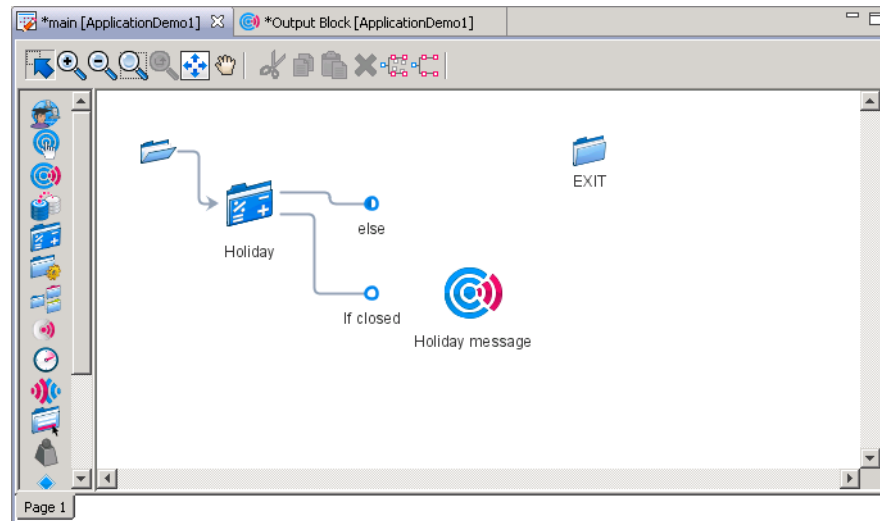 *main [ApplicationDemo1]
*Output Block [ApplicationDemo1]
EXIT
else
Holiday
If closed
Holiday message
Page 1